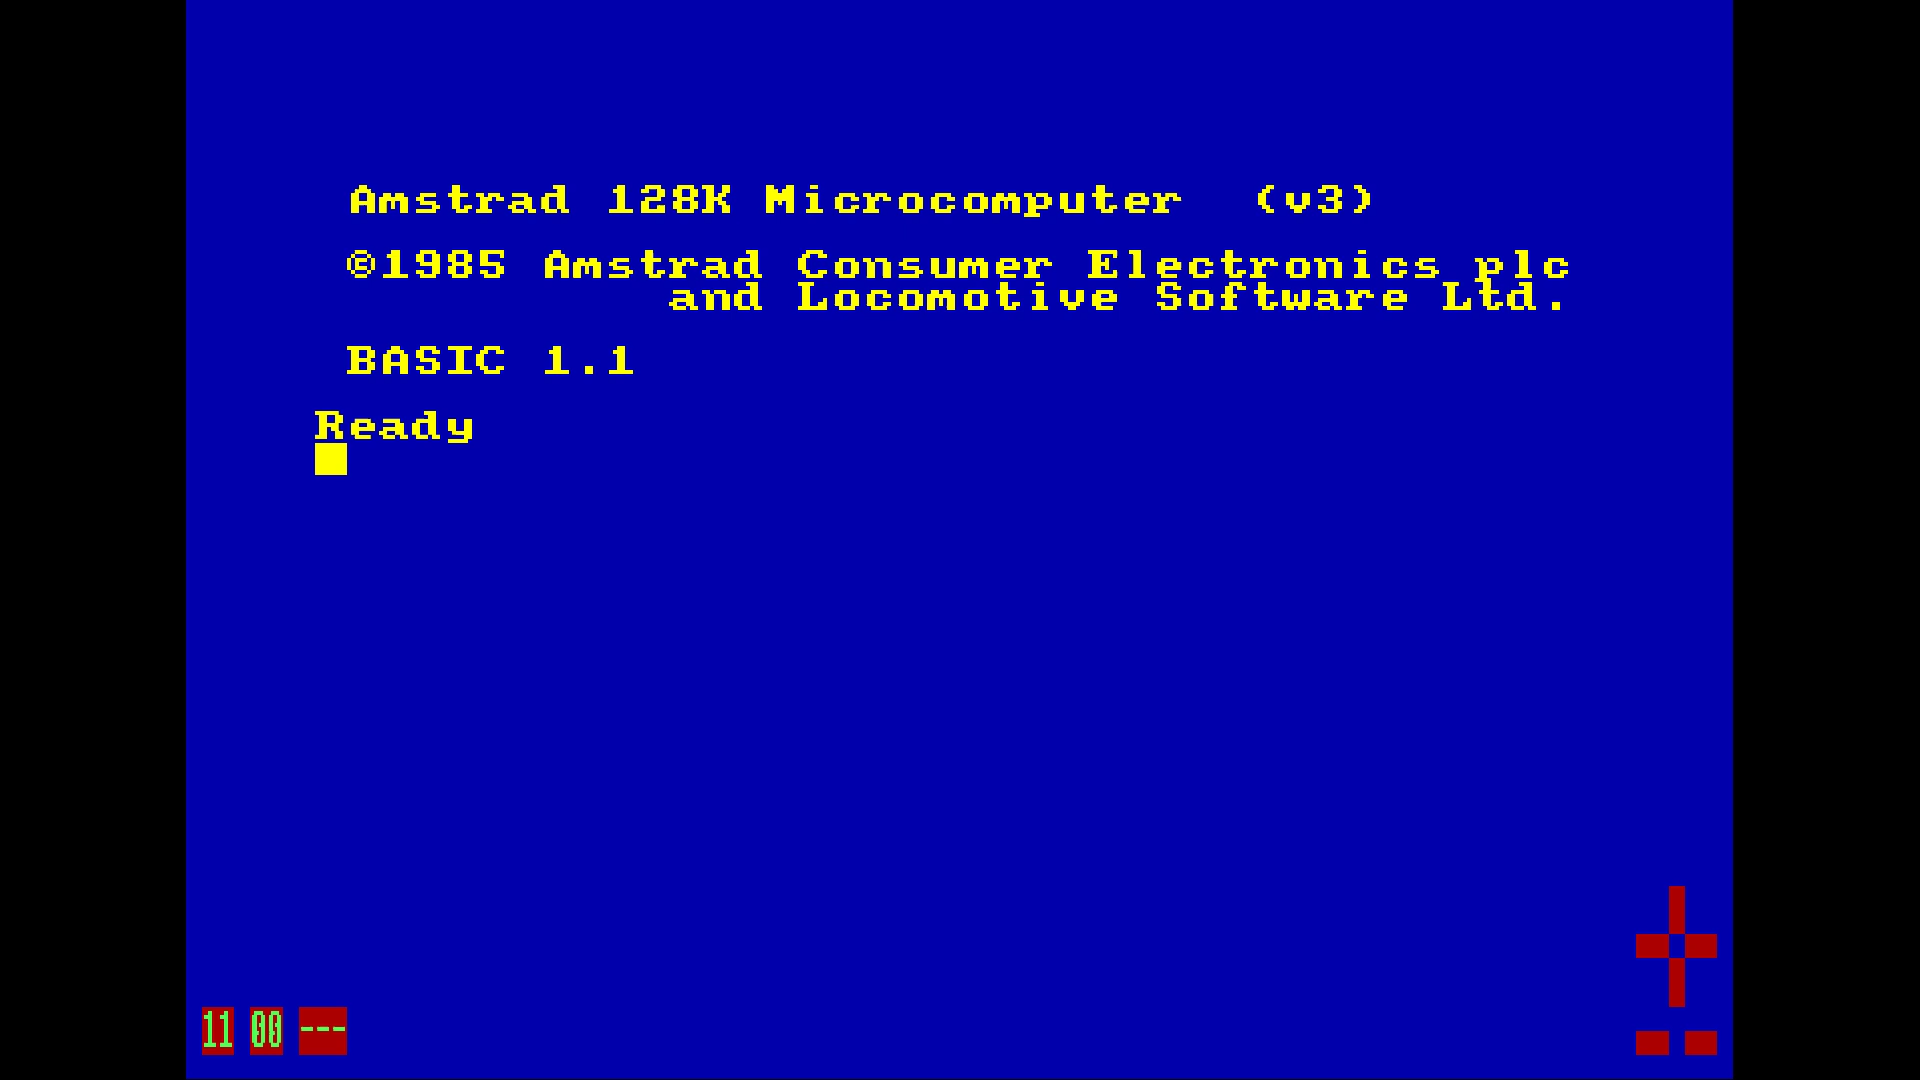 Amstrad 128K Microcomputer (v3)
©1985 Amstrad Consumer Electronics plc
and Locomotive Software Ltd.
BASIC 1.1
Ready
11 00 ---